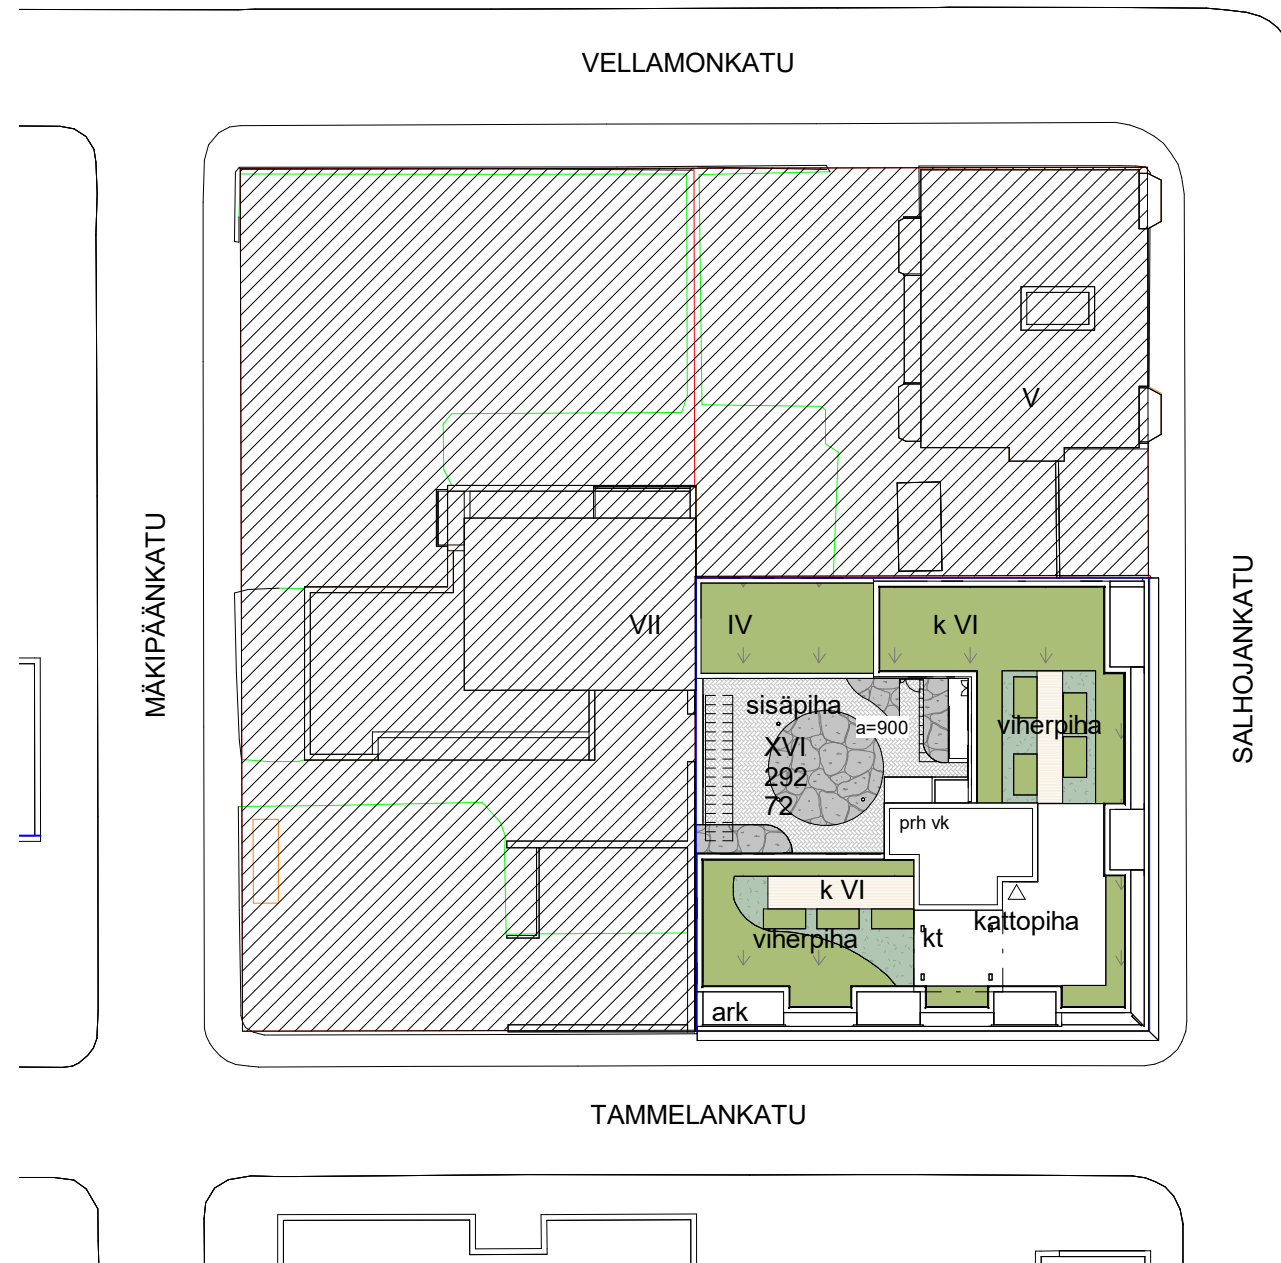 VELLAMONKATU
V
MÄKIPÄÄNKATU
SALHOJANKATU
VII
IV
k VI
sisäpiha
a=900
viherpiha
XVI
292
72
prh vk
k VI
kattopiha
viherpiha
kt
ark
TAMMELANKATU